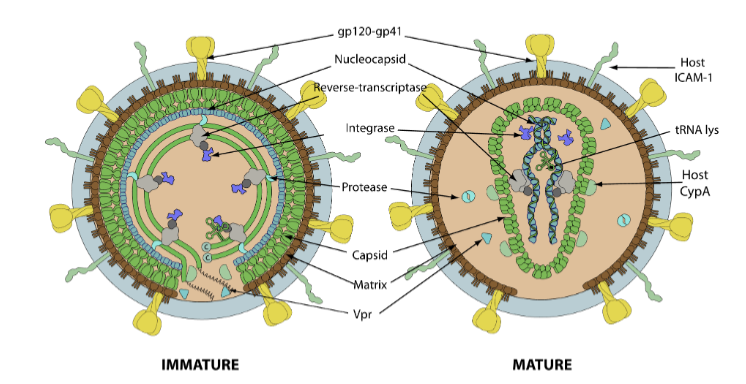 gp120-gp41
Nucleocapsid
Reverse-transcriptase
Integrase
Protease
Capsid
Matrix
Vpr
Host
ICAM-1
tRNA lys
Host
CypA
IMMATURE
MATURE